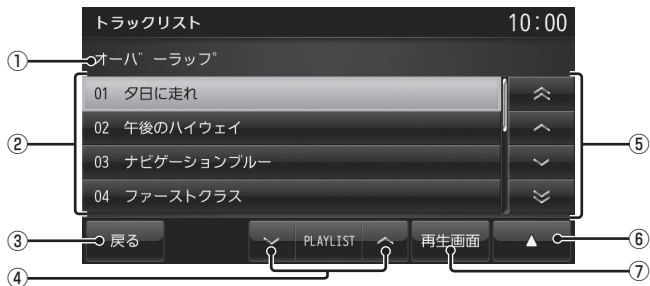 トラックリスト 10:00
① オーバ゛ーラップ゜
② 01 夕日に走れ
02 午後のハイウェイ
03 ナビゲーションブルー
04 ファーストクラス
⑤
③ 戻る PLAYLIST 再生画面 ▲ ⑥
④ ⑦